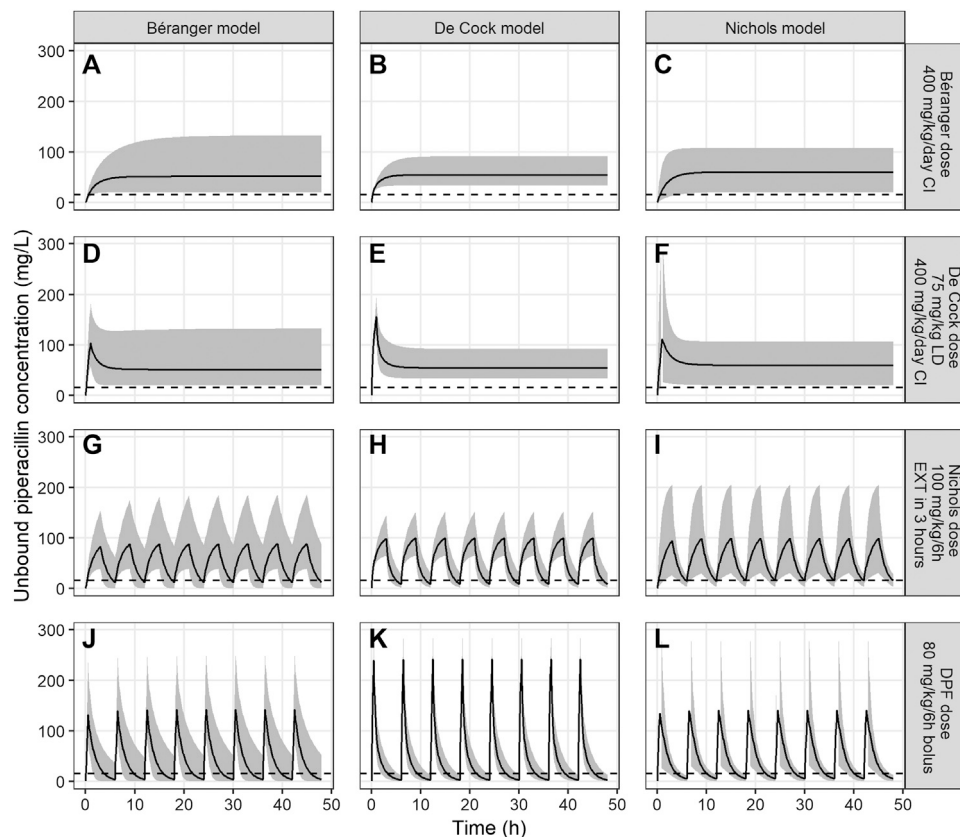 Béranger model
De Cock model
Nichols model
A
B
C
300
200
100
0
Béranger dose
400 mg/kg/day CI
D
E
F
300
200
100
0
De Cock dose
75 mg/kg LD
400 mg/kg/day CI
Unbound piperacillin concentration (mg/L)
G
H
I
300
200
100
0
Nichols dose
100 mg/kg/6h
EXT in 3 hours
J
K
L
300
200
100
0
DPF dose
80 mg/kg/6h bolus
0 10 20 30 40 50
0 10 20 30 40 50
0 10 20 30 40 50
Time (h)